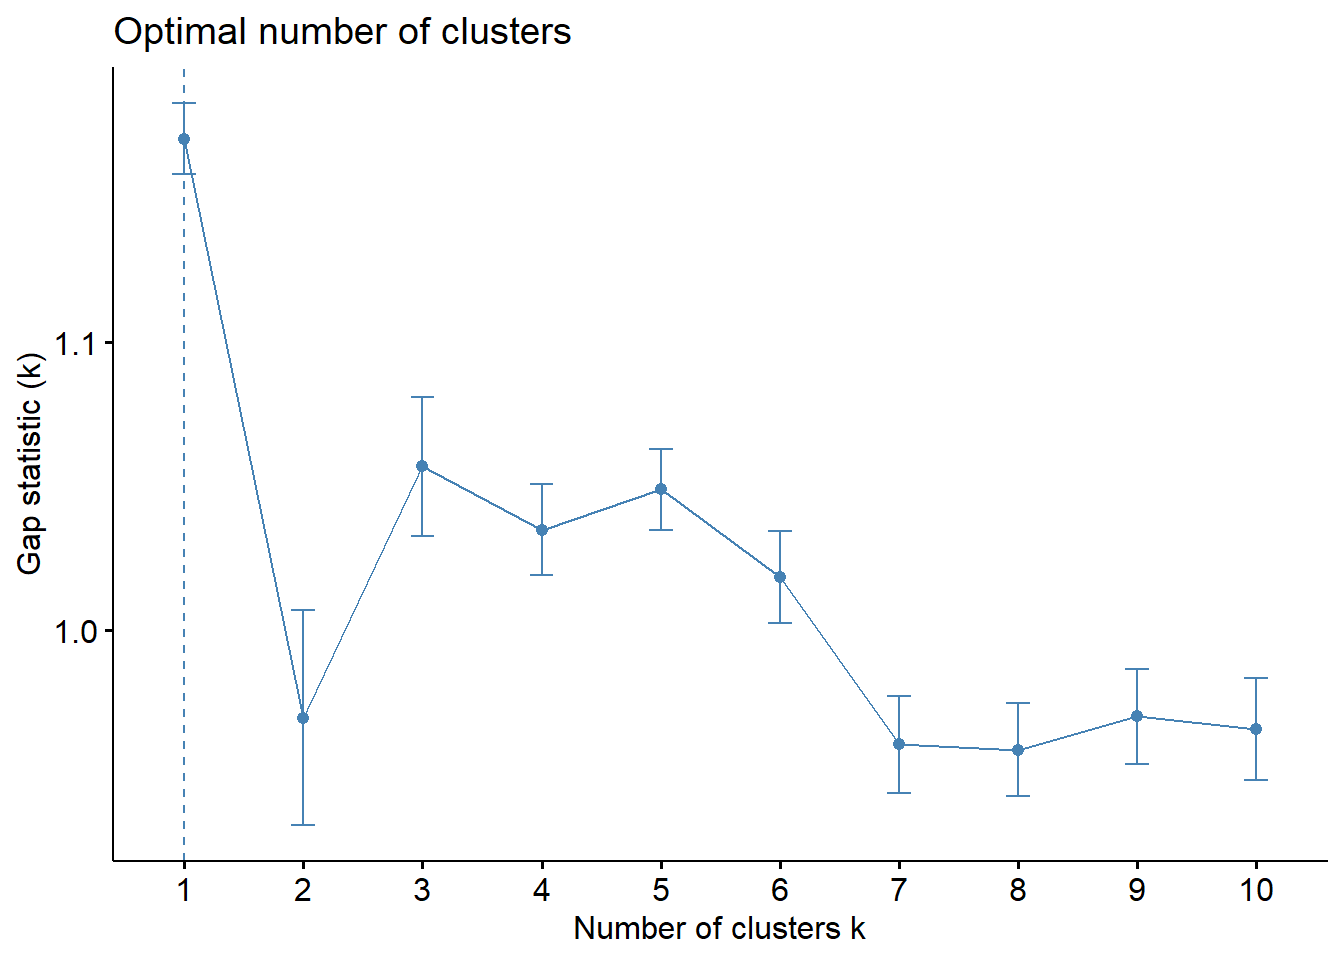 Optimal number of clusters
Gap statistic (k)
1.1
1.0
1 2 3 4 5 6 7 8 9 10
Number of clusters k